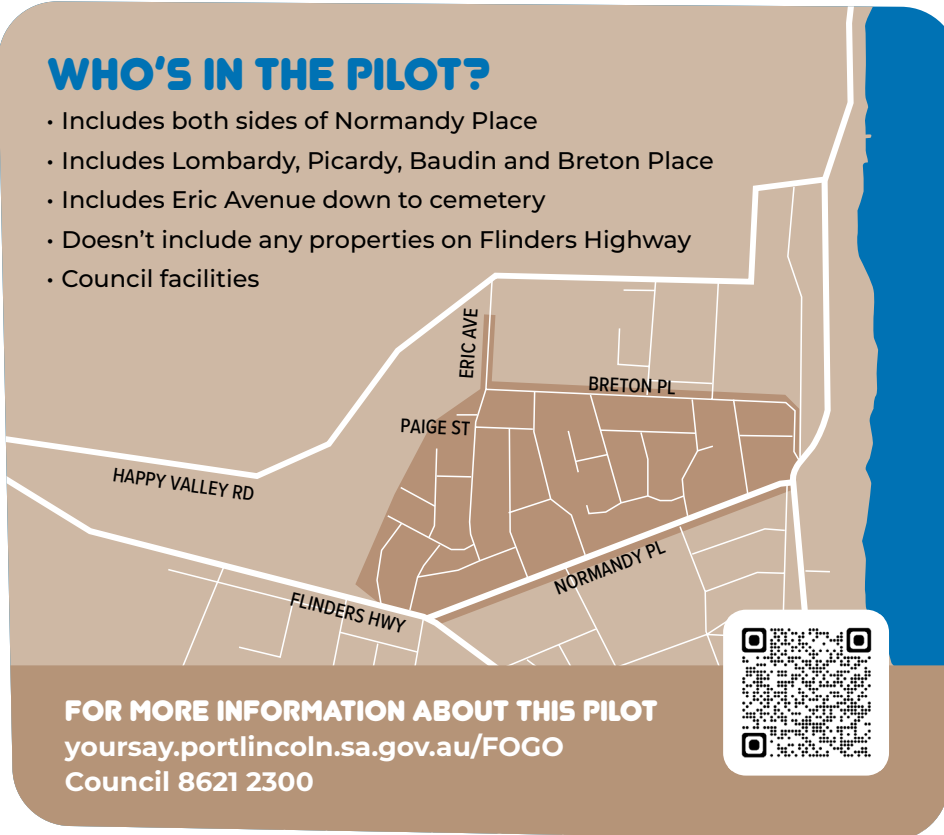 WHO'S IN THE PILOT?
• Includes both sides of Normandy Place
• Includes Lombardy, Picardy, Baudin and Breton Place
• Includes Eric Avenue down to cemetery
• Doesn't include any properties on Flinders Highway
• Council facilities
ERIC AVE
BRETON PL
PAIGE ST
HAPPY VALLEY RD
NORMANDY PL
FLINDERS HWY
FOR MORE INFORMATION ABOUT THIS PILOT
yoursay.portlincoln.sa.gov.au/FOGO
Council 8621 2300